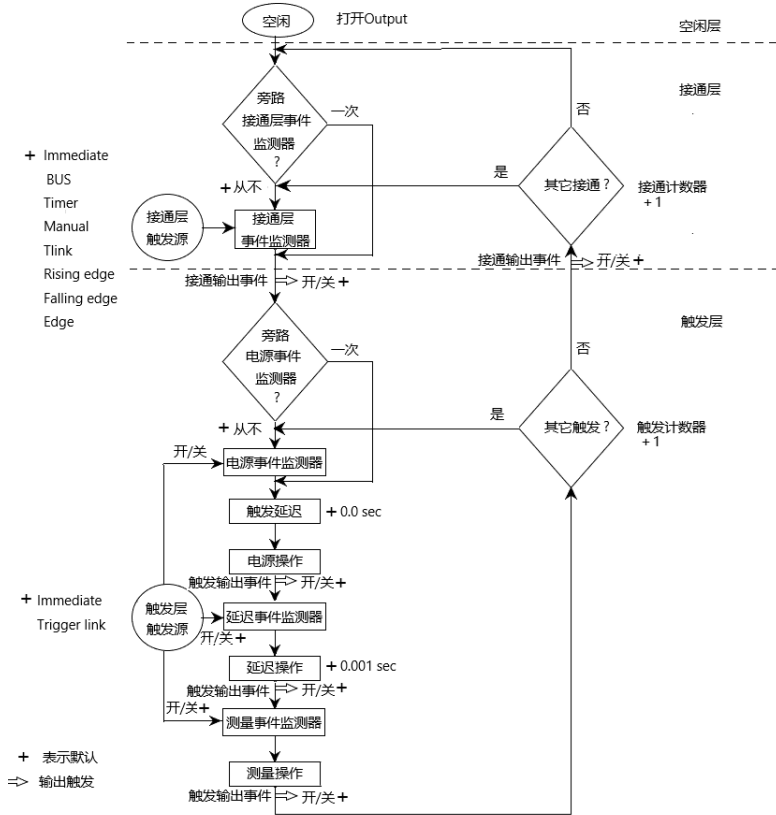 空闲
打开Output
空闲层
接通层
旁路
接通层事件
监测器
?
一次
否
+ 从不
是
其它接通 ?
接通计数器
+ 1
+ Immediate
BUS
Timer
Manual
Tlink
Rising edge
Falling edge
Edge
接通层
触发源
接通层
事件监测器
接通输出事件
开/关 +
接通输出事件
开/关 +
触发层
旁路
电源事件
监测器
?
一次
否
+ 从不
是
其它触发 ?
触发计数器
+ 1
开/关
电源事件监测器
触发延迟
+ 0.0 sec
电源操作
触发输出事件
开/关+
+ Immediate
Trigger link
触发层
触发源
延迟事件监测器
开/关+
延迟操作
+ 0.001 sec
触发输出事件
开/关+
开/关+
测量事件监测器
测量操作
触发输出事件
开/关 +
+ 表示默认
输出触发